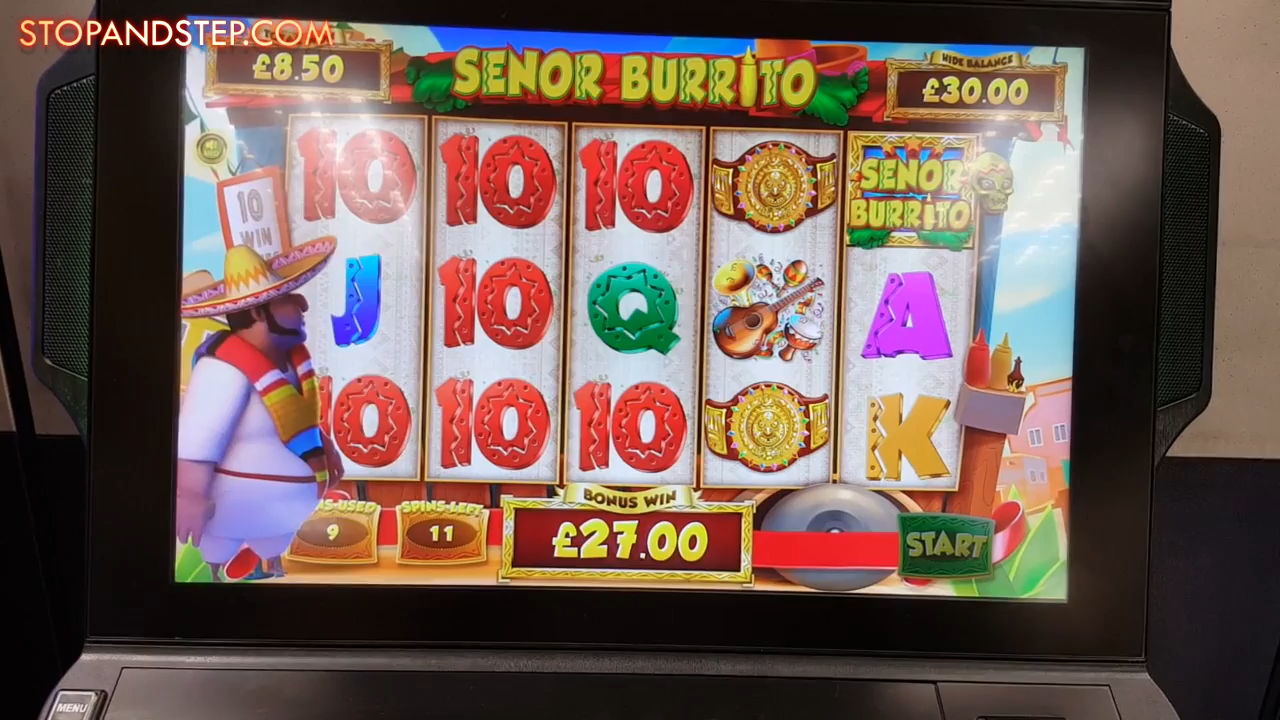 STOPANDSTEP.COM
£8.50
SENOR BURRITO
HIDE BALANCE
£30.00
10
WIN
10 10 10
SENOR
BURRITO
J 10 Q A
10 10 10 K
SPINS LEFT
9
11
BONUS WIN
£27.00
START
MENU